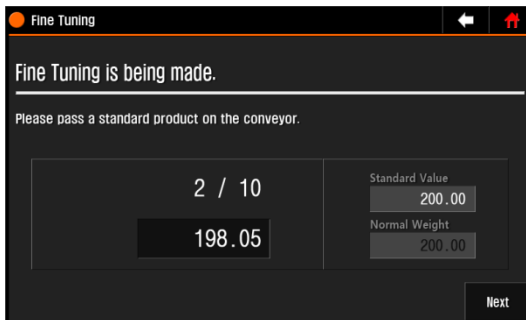 Fine Tuning
Fine Tuning is being made.
Please pass a standard product on the conveyor.
2 / 10
198.05
Standard Value
200.00
Normal Weight
200.00
Next